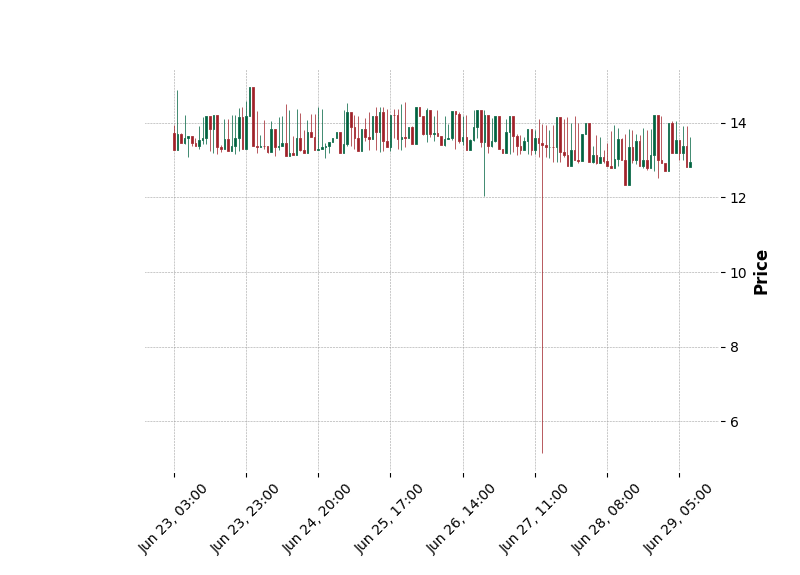 14
12
10
8
6
Price
Jun 23, 03:00
Jun 23, 23:00
Jun 24, 20:00
Jun 25, 17:00
Jun 26, 14:00
Jun 27, 11:00
Jun 28, 08:00
Jun 29, 05:00